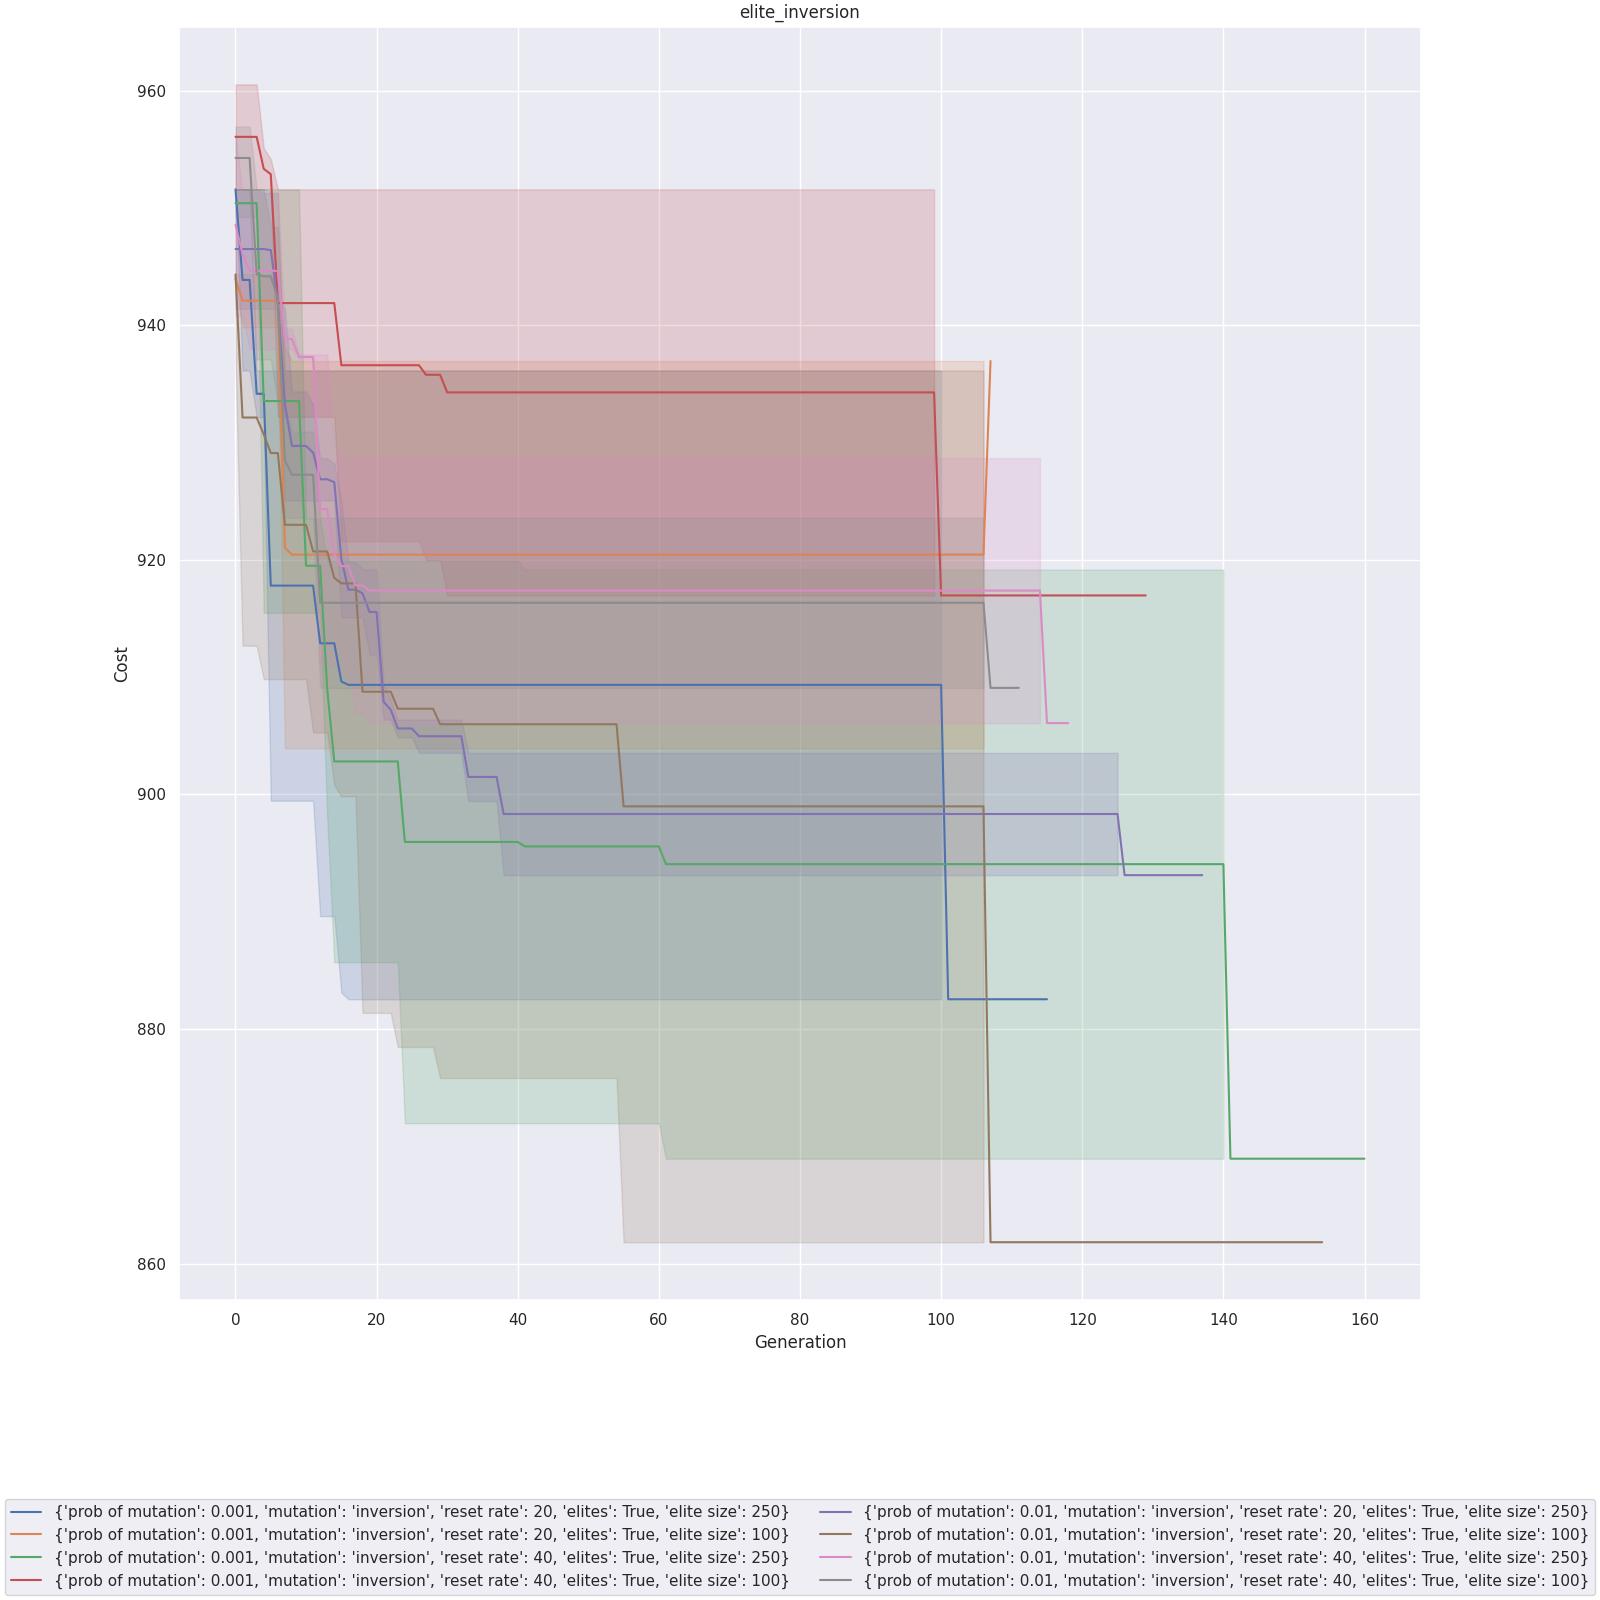 elite_inversion
960
940
920
900
880
860
Cost
0 20 40 60 80 100 120 140 160
Generation
{'prob of mutation': 0.001, 'mutation': 'inversion', 'reset rate': 20, 'elites': True, 'elite size': 250}
{'prob of mutation': 0.001, 'mutation': 'inversion', 'reset rate': 20, 'elites': True, 'elite size': 100}
{'prob of mutation': 0.001, 'mutation': 'inversion', 'reset rate': 40, 'elites': True, 'elite size': 250}
{'prob of mutation': 0.001, 'mutation': 'inversion', 'reset rate': 40, 'elites': True, 'elite size': 100}
{'prob of mutation': 0.01, 'mutation': 'inversion', 'reset rate': 20, 'elites': True, 'elite size': 250}
{'prob of mutation': 0.01, 'mutation': 'inversion', 'reset rate': 20, 'elites': True, 'elite size': 100}
{'prob of mutation': 0.01, 'mutation': 'inversion', 'reset rate': 40, 'elites': True, 'elite size': 250}
{'prob of mutation': 0.01, 'mutation': 'inversion', 'reset rate': 40, 'elites': True, 'elite size': 100}